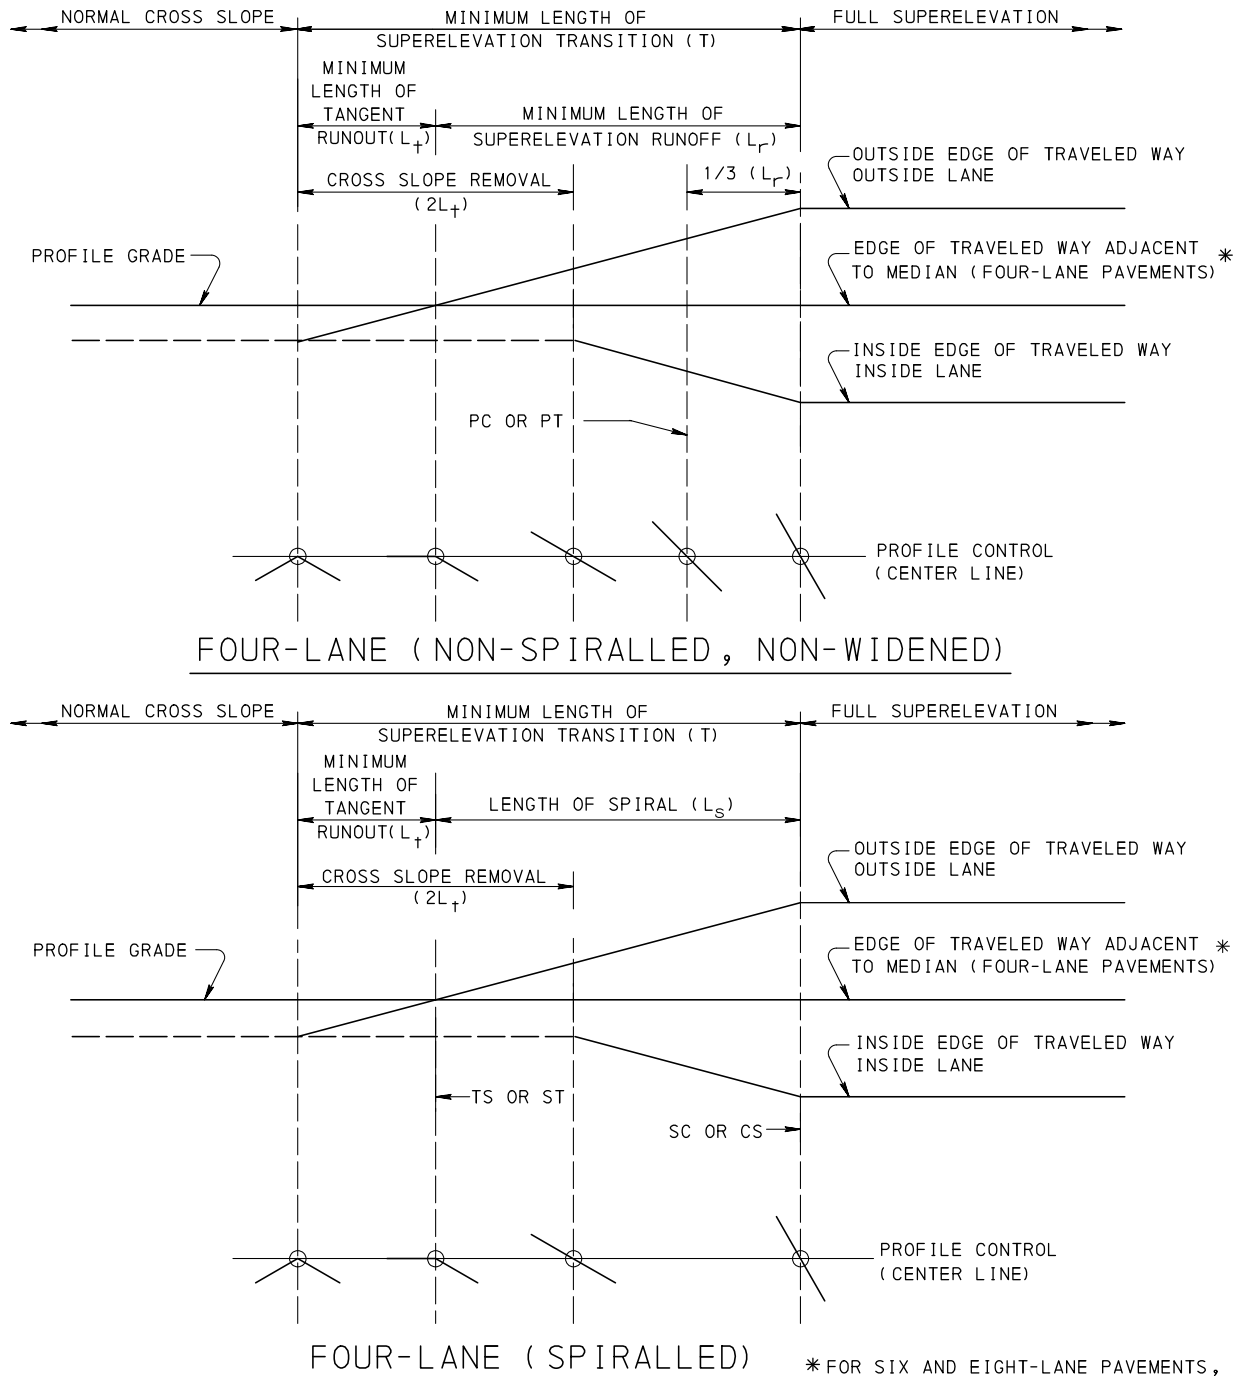 NORMAL CROSS SLOPE
MINIMUM LENGTH OF
SUPERELEVATION TRANSITION (T)
FULL SUPERELEVATION
MINIMUM
LENGTH OF
TANGENT
RUNOUT(Lt)
MINIMUM LENGTH OF
SUPERELEVATION RUNOFF (Lr)
CROSS SLOPE REMOVAL
(2Lt)
1/3 (Lr)
OUTSIDE EDGE OF TRAVELED WAY
OUTSIDE LANE
PROFILE GRADE
EDGE OF TRAVELED WAY ADJACENT *
TO MEDIAN (FOUR-LANE PAVEMENTS)
INSIDE EDGE OF TRAVELED WAY
INSIDE LANE
PC OR PT
PROFILE CONTROL
(CENTER LINE)
FOUR-LANE (NON-SPIRALLED, NON-WIDENED)
NORMAL CROSS SLOPE
MINIMUM LENGTH OF
SUPERELEVATION TRANSITION (T)
FULL SUPERELEVATION
MINIMUM
LENGTH OF
TANGENT
RUNOUT(Lt)
LENGTH OF SPIRAL (Ls)
CROSS SLOPE REMOVAL
(2Lt)
OUTSIDE EDGE OF TRAVELED WAY
OUTSIDE LANE
PROFILE GRADE
EDGE OF TRAVELED WAY ADJACENT *
TO MEDIAN (FOUR-LANE PAVEMENTS)
INSIDE EDGE OF TRAVELED WAY
INSIDE LANE
TS OR ST
SC OR CS
PROFILE CONTROL
(CENTER LINE)
FOUR-LANE (SPIRALLED)
* FOR SIX AND EIGHT-LANE PAVEMENTS,